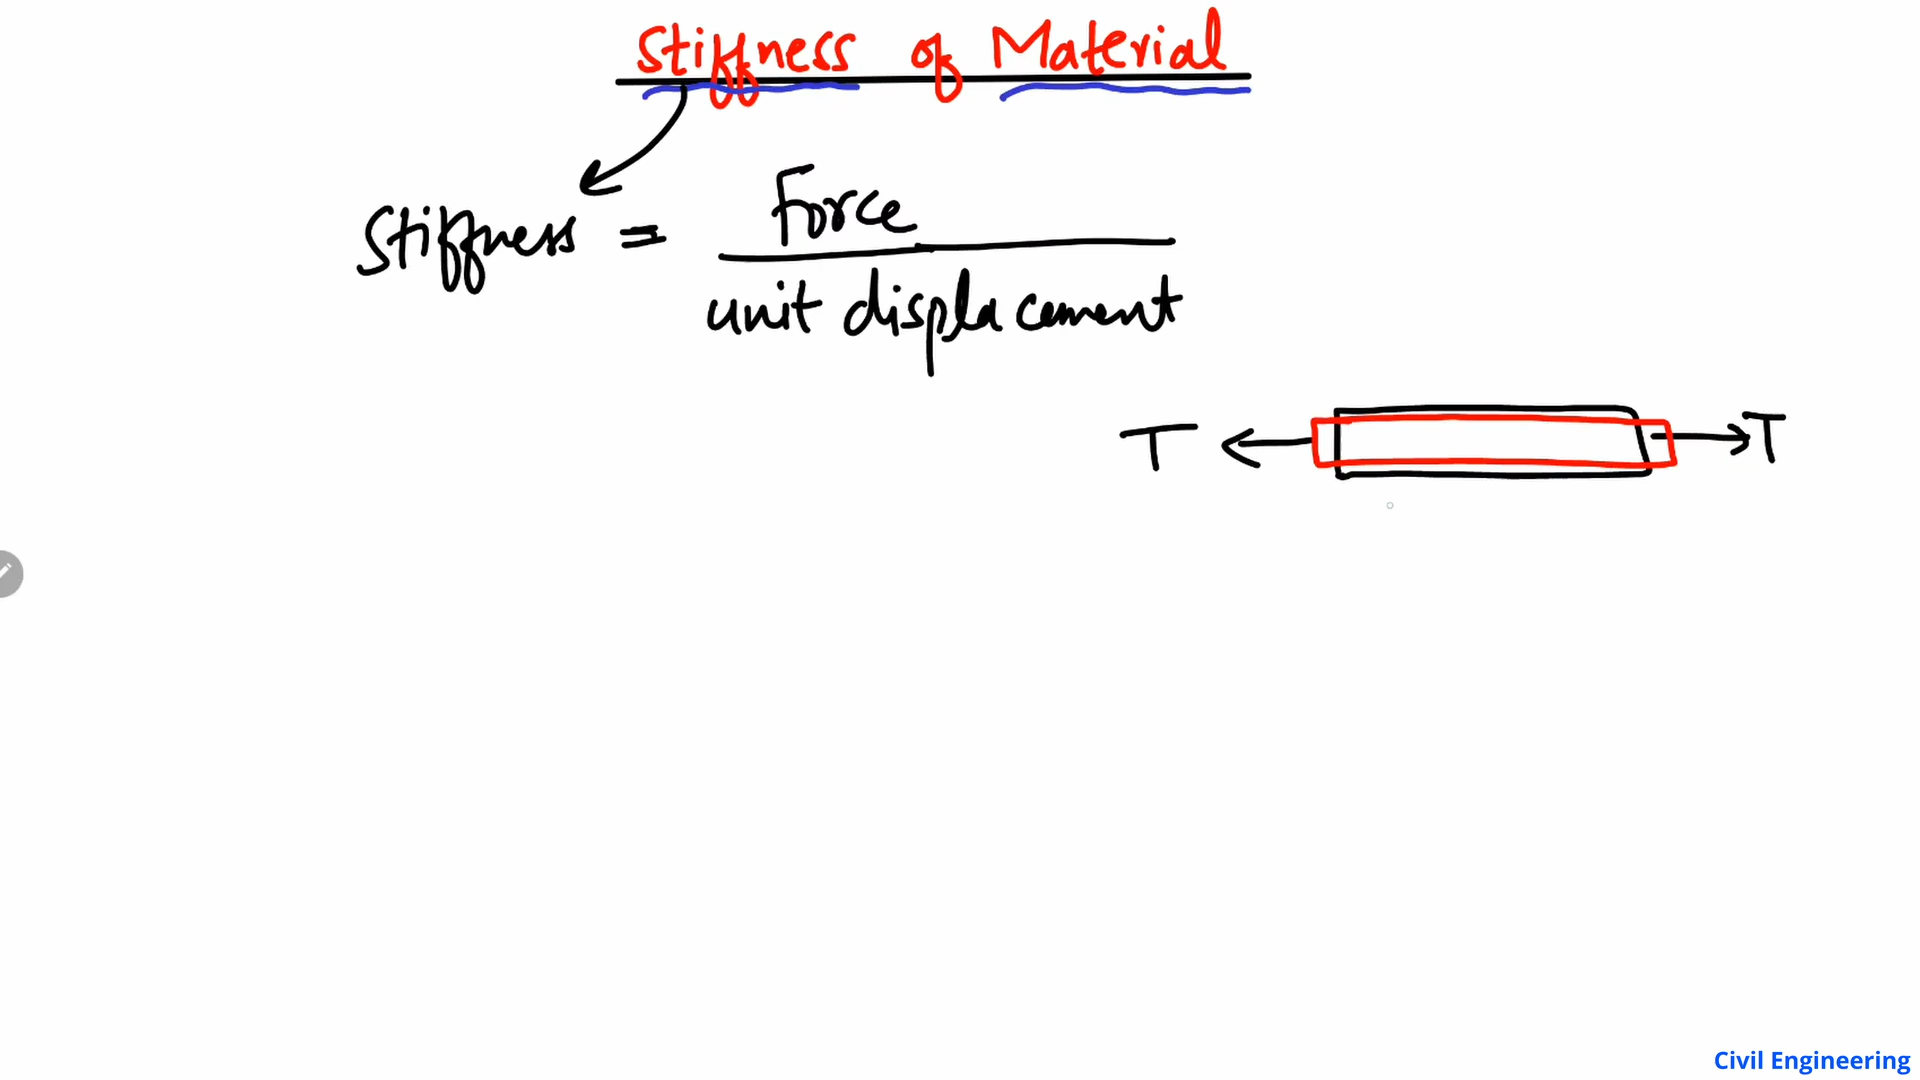 Stiffness of Material
Stiffness = Force
unit displacement
T T
Civil Engineering